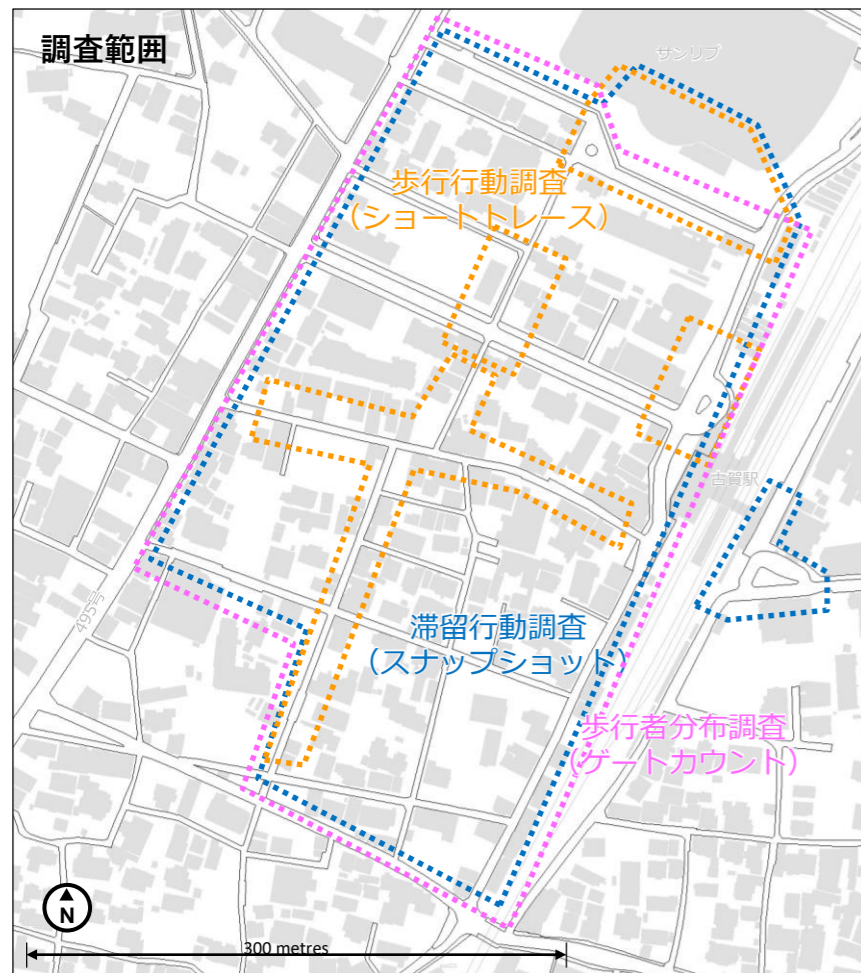 調査範囲
サンリブ
歩行行動調査
（ショートトレース）
古賀駅
495号
滞留行動調査
（スナップショット）
歩行者分布調査
（ゲートカウント）
N
300 metres